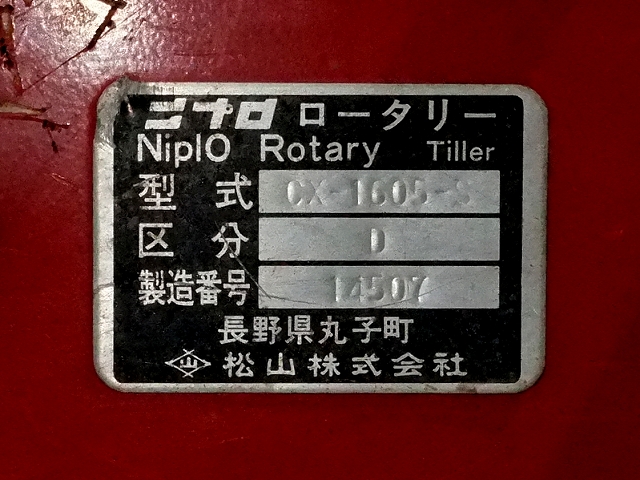 ニプロ ロータリー
NiplO Rotary Tiller
型式 CX-1605-S
区分 D
製造番号 14507
長野県丸子町
山 松山株式会社